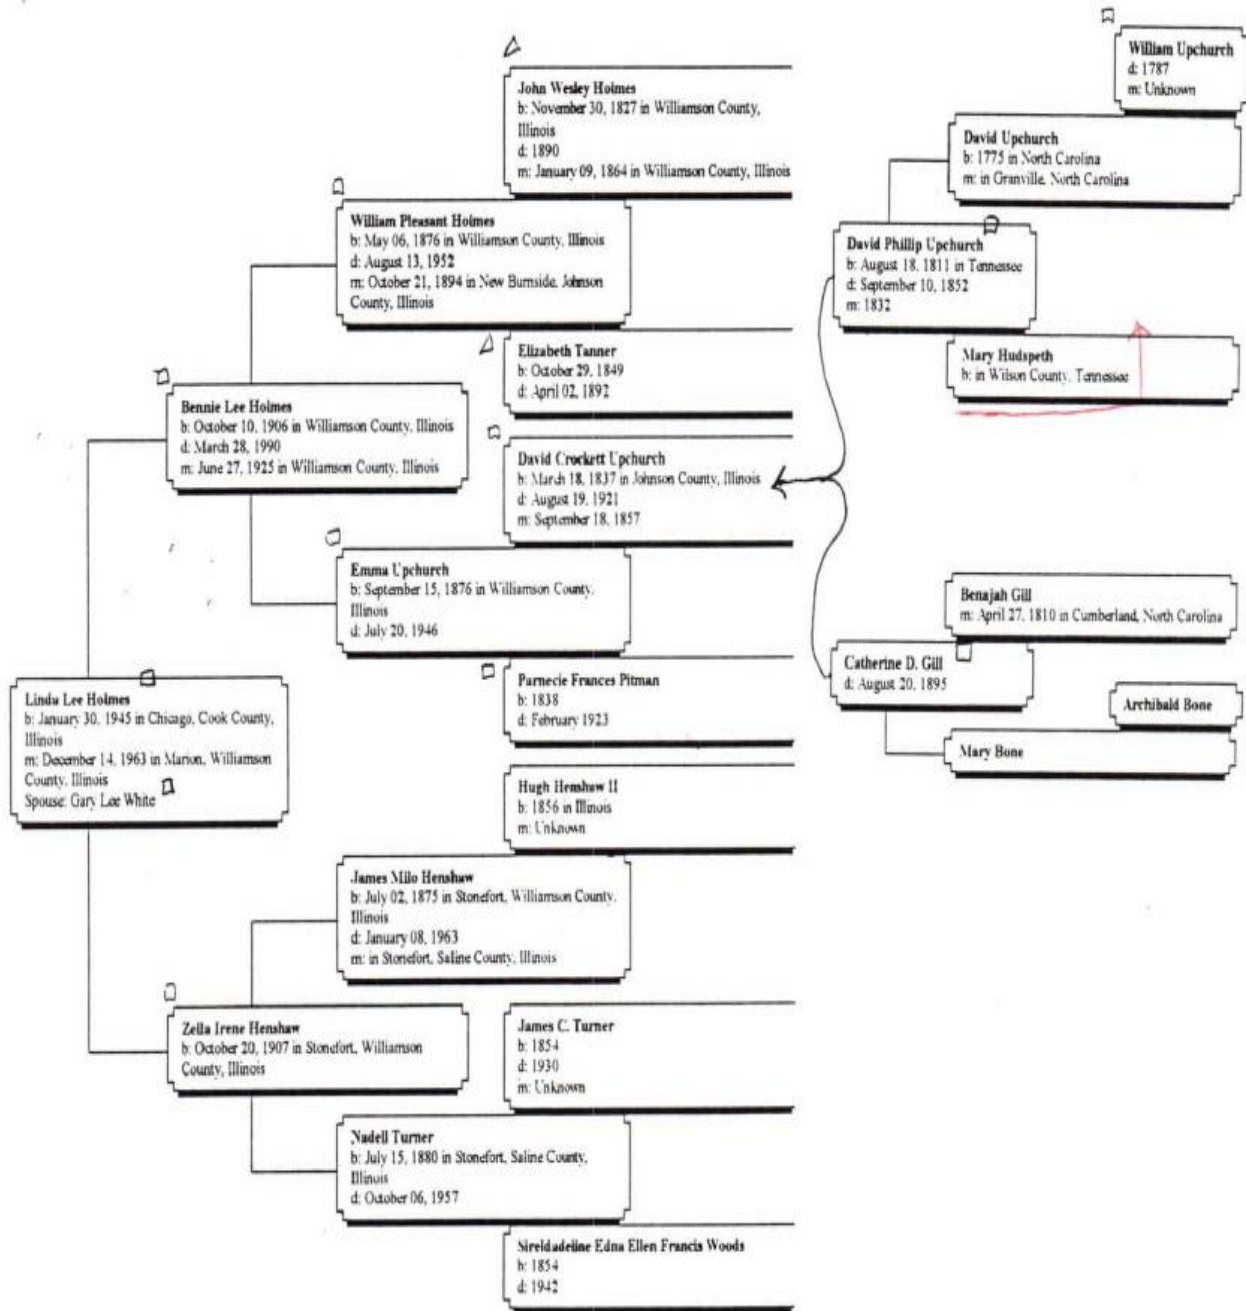 John Wesley Holmes
b: November 30, 1827 in Williamson County,
Illinois
d: 1890
m: January 09, 1864 in Williamson County, Illinois
William Pleasant Holmes
b: May 06, 1876 in Williamson County, Illinois
d: August 13, 1952
m: October 21, 1894 in New Burnside, Johnson
County, Illinois
Elizabeth Tanner
b: October 29, 1849
d: April 02, 1892
Bennie Lee Holmes
b: October 10, 1906 in Williamson County, Illinois
d: March 28, 1990
m: June 27, 1925 in Williamson County, Illinois
David Crockett Upchurch
b: March 18, 1837 in Johnson County, Illinois
d: August 19, 1921
m: September 18, 1857
Emma Upchurch
b: September 15, 1876 in Williamson County,
Illinois
d: July 20, 1946
Parnecie Frances Pitman
b: 1838
d: February 1923
Linda Lee Holmes
b: January 30, 1945 in Chicago, Cook County,
Illinois
m: December 14, 1963 in Marion, Williamson
County, Illinois
Spouse: Gary Lee White
Hugh Henshaw II
b: 1856 in Illinois
m: Unknown
James Milo Henshaw
b: July 02, 1875 in Stonefort, Williamson County,
Illinois
d: January 08, 1963
m: in Stonefort, Saline County, Illinois
Zella Irene Henshaw
b: October 20, 1907 in Stonefort, Williamson
County, Illinois
James C. Turner
b: 1854
d: 1930
m: Unknown
Nadell Turner
b: July 15, 1880 in Stonefort, Saline County,
Illinois
d: October 06, 1957
Sireldadeline Edna Ellen Francis Woods
b: 1854
d: 1942
William Upchurch
d: 1787
m: Unknown
David Upchurch
b: 1775 in North Carolina
m: in Granville, North Carolina
David Phillip Upchurch
b: August 18, 1811 in Tennessee
d: September 10, 1852
m: 1832
Mary Hudspeth
b: in Wilson County, Tennessee
Benajah Gill
m: April 27, 1810 in Cumberland, North Carolina
Catherine D. Gill
d: August 20, 1895
Archibald Bone
Mary Bone